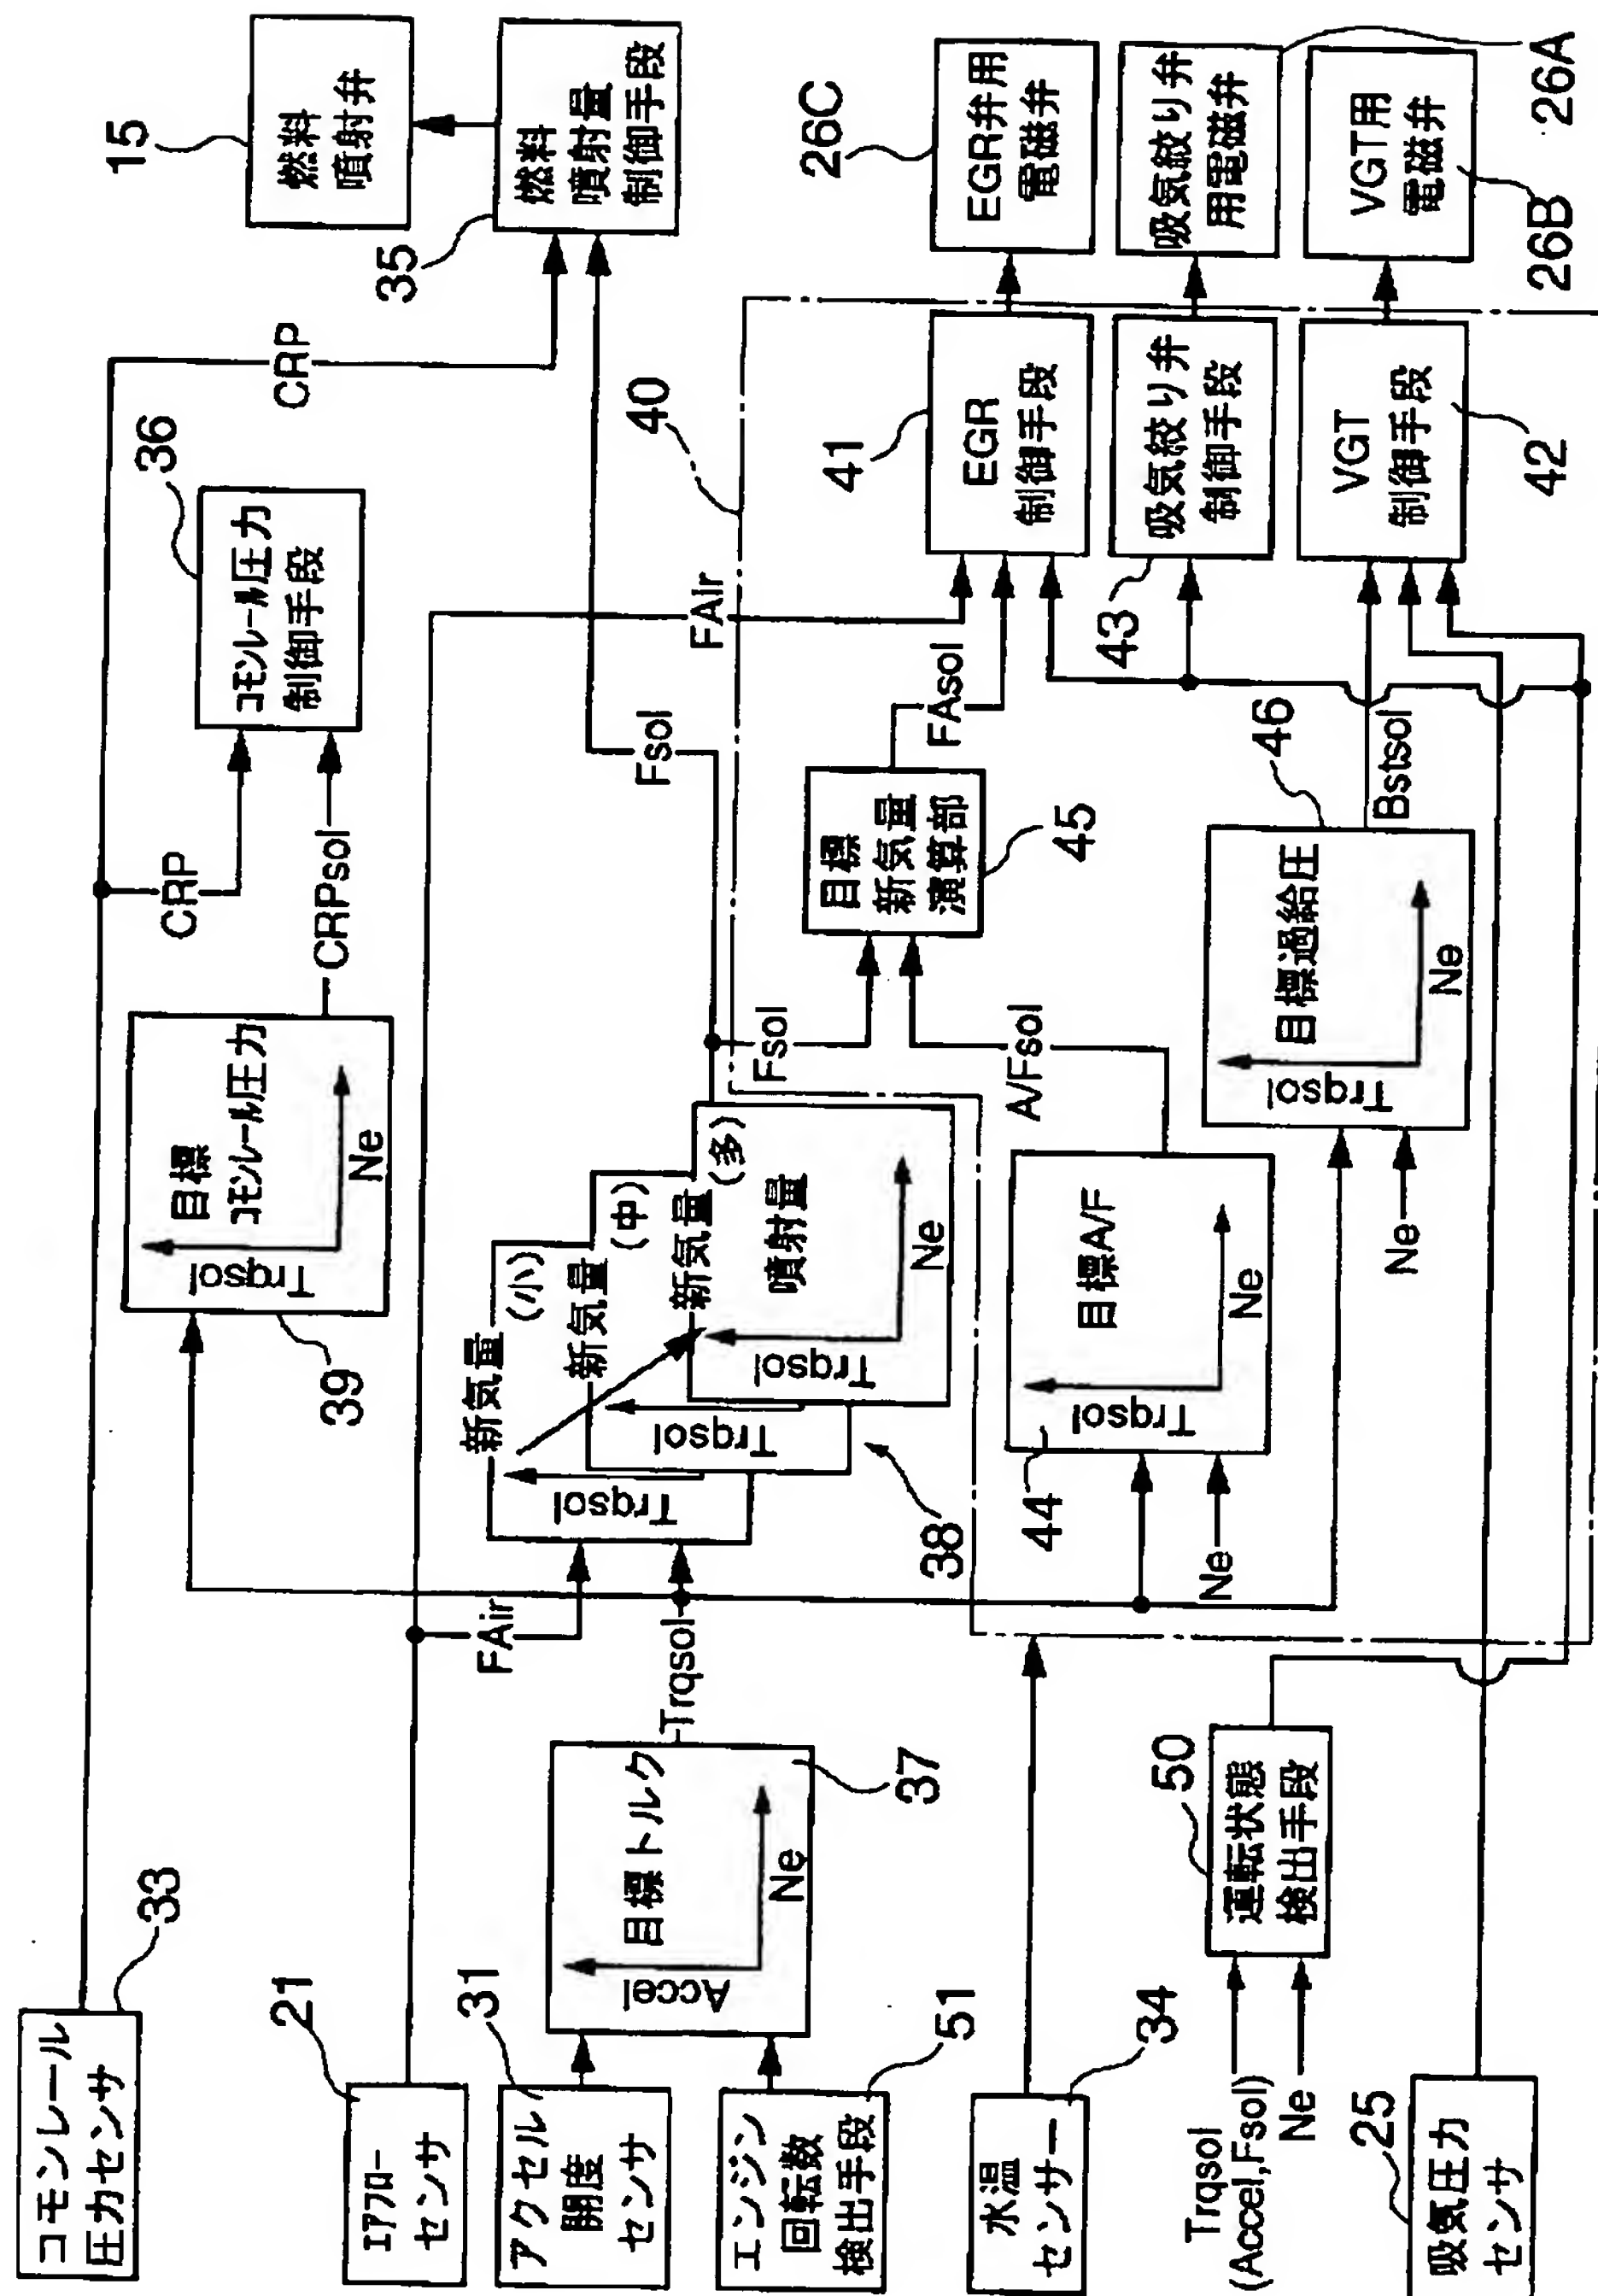 コモンレール
圧力センサ
33
CRP
CRP
目標
コモンレール圧力
Trqsol
Ne
39
CRPsol
コモンレール圧力
制御手段
36
燃料
噴射弁
15
燃料
噴射量
制御手段
35
エアフロー
センサ
21
FAir
FAir
アクセル
開度
センサ
31
エンジン
回転数
検出手段
51
目標トルク
Accel
Ne
37
Trqsol
新気量
(小)
Trqsol
新気量
(中)
Trqsol
新気量
(多)
噴射量
Trqsol
Ne
38
Fsol
Fsol
40
水温
センサー
34
目標A/F
Trqsol
Ne
44
Ne
A/Fsol
目標
新気量
演算部
45
FAsol
EGR
制御手段
41
EGR弁用
電磁弁
26C
吸気絞り弁
制御手段
43
吸気絞り弁
用電磁弁
26A
目標過給圧
Trqsol
Ne
46
Ne
Bstsol
VGT
制御手段
42
VGT用
電磁弁
26B
Trqsol
(Accel,Fsol)
Ne
運転状態
検出手段
50
吸気圧力
センサ
25